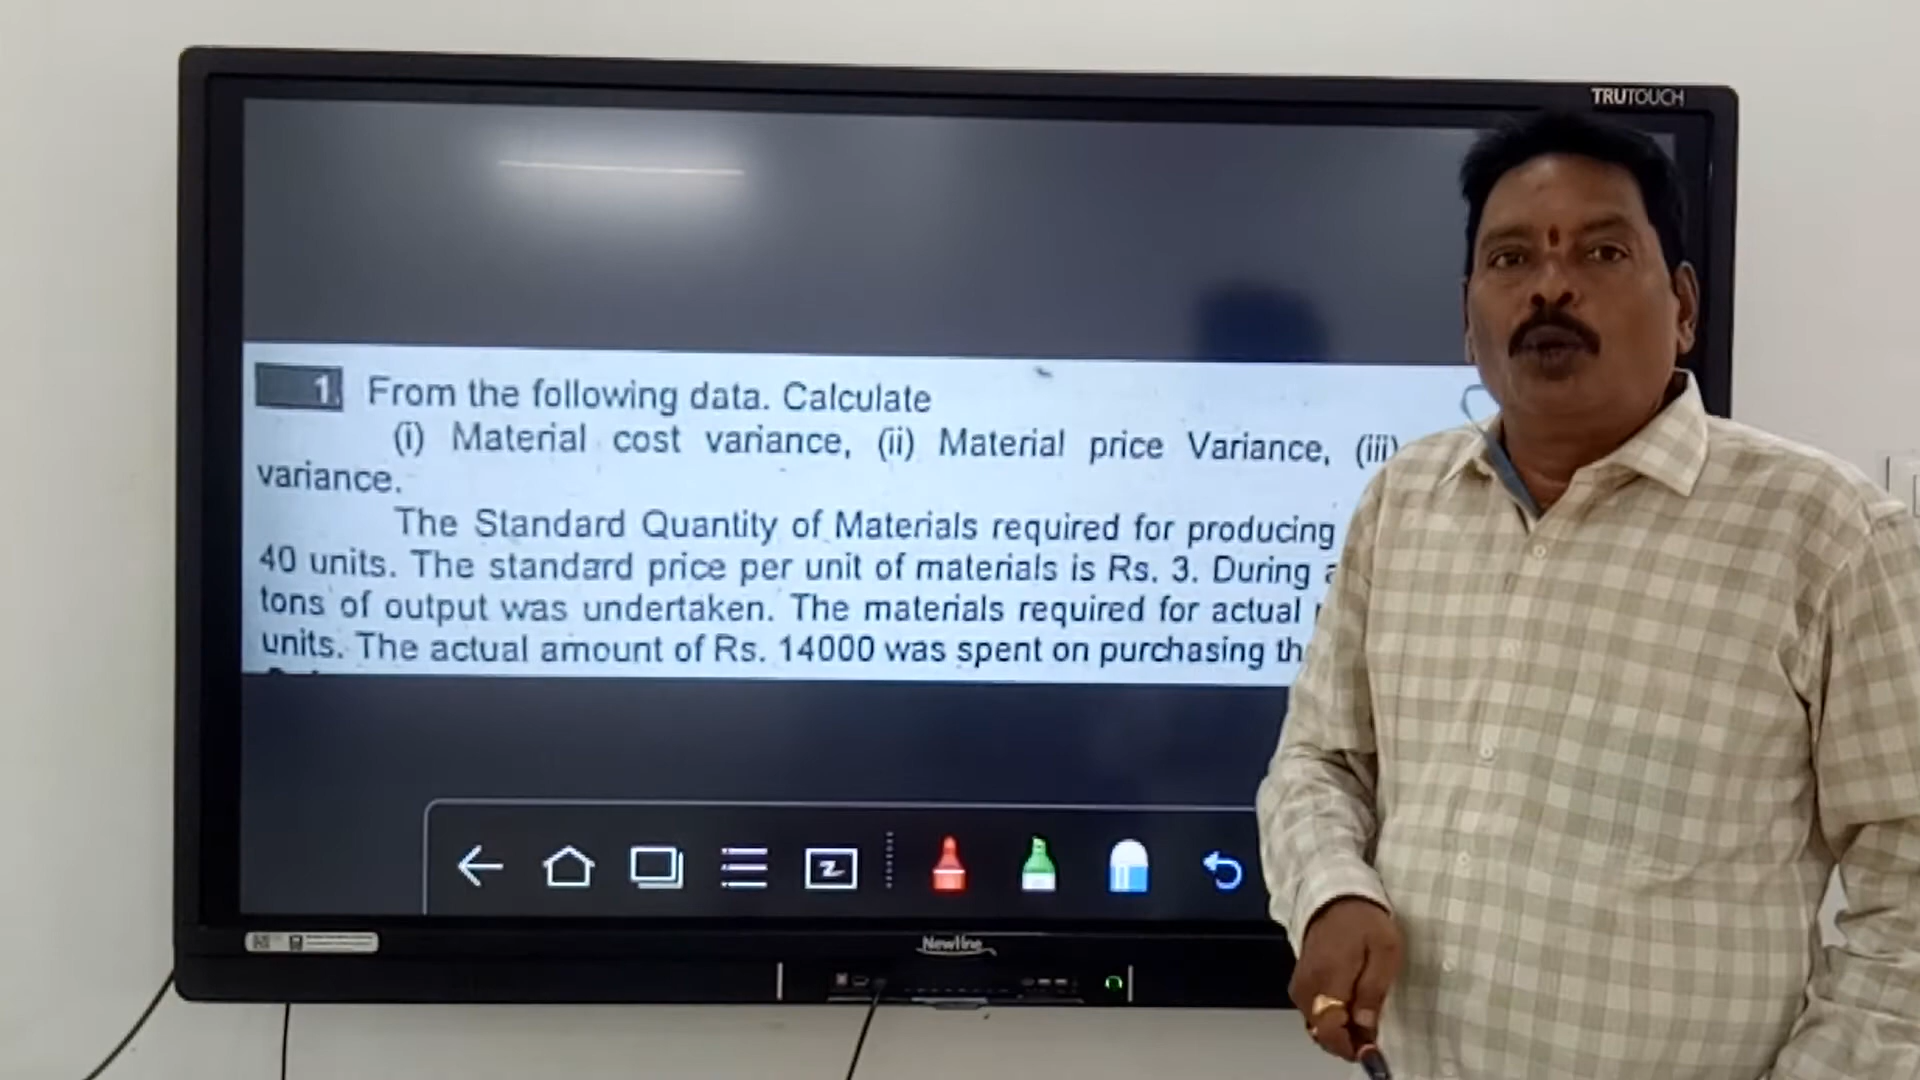 TRUTOUCH
1. From the following data. Calculate
(i) Material cost variance, (ii) Material price Variance, (iii)
variance.
The Standard Quantity of Materials required for producing
40 units. The standard price per unit of materials is Rs. 3. During
tons of output was undertaken. The materials required for actual
units. The actual amount of Rs. 14000 was spent on purchasing
Newline